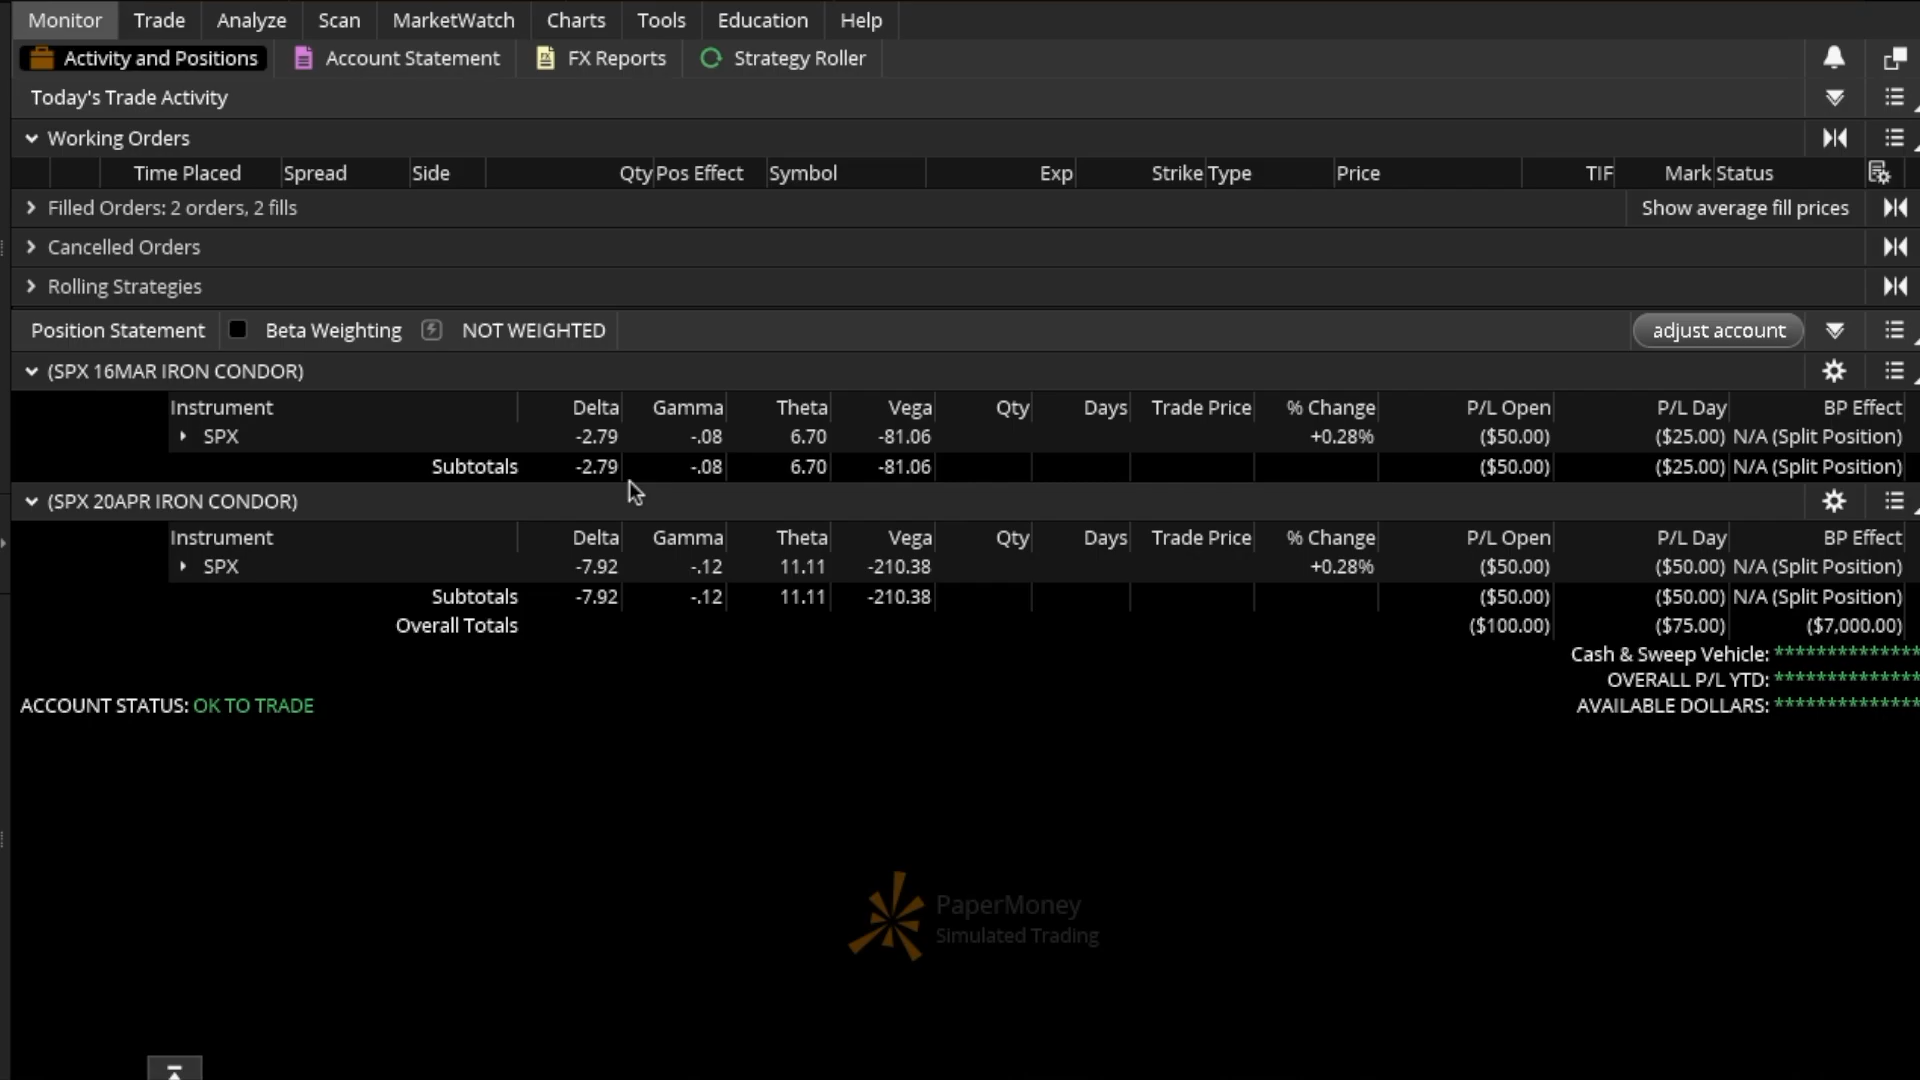 Monitor Trade Analyze Scan MarketWatch Charts Tools Education Help
Activity and Positions Account Statement FX Reports Strategy Roller
Today's Trade Activity
Working Orders
Time Placed Spread Side Qty Pos Effect Symbol Exp Strike Type Price TIF Mark Status
Filled Orders: 2 orders, 2 fills Show average fill prices
Cancelled Orders
Rolling Strategies
Position Statement Beta Weighting NOT WEIGHTED adjust account
(SPX 16MAR IRON CONDOR)
Instrument Delta Gamma Theta Vega Qty Days Trade Price % Change P/L Open P/L Day BP Effect
SPX -2.79 -.08 6.70 -81.06 +0.28% ($50.00) ($25.00) N/A (Split Position)
Subtotals -2.79 -.08 6.70 -81.06 ($50.00) ($25.00) N/A (Split Position)
(SPX 20APR IRON CONDOR)
Instrument Delta Gamma Theta Vega Qty Days Trade Price % Change P/L Open P/L Day BP Effect
SPX -7.92 -.12 11.11 -210.38 +0.28% ($50.00) ($50.00) N/A (Split Position)
Subtotals -7.92 -.12 11.11 -210.38 ($50.00) ($50.00) N/A (Split Position)
Overall Totals ($100.00) ($75.00) ($7,000.00)
Cash & Sweep Vehicle: **************
OVERALL P/L YTD: **************
ACCOUNT STATUS: OK TO TRADE AVAILABLE DOLLARS: **************
PaperMoney
Simulated Trading